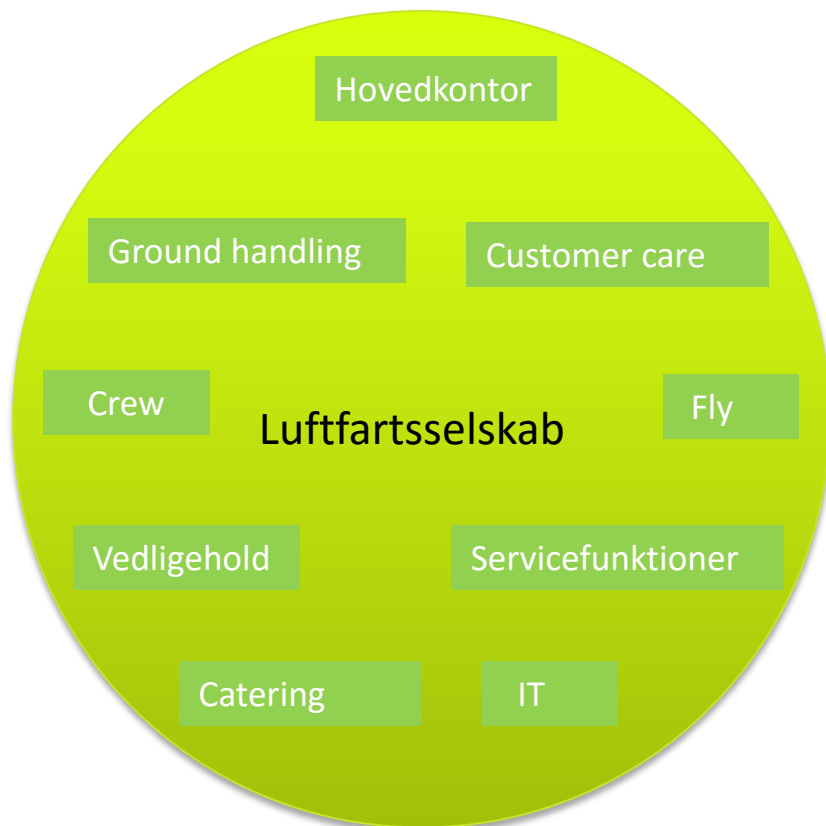 Hovedkontor
Ground handling
Customer care
Crew
Luftfartsselskab
Fly
Vedligehold
Servicefunktioner
Catering
IT